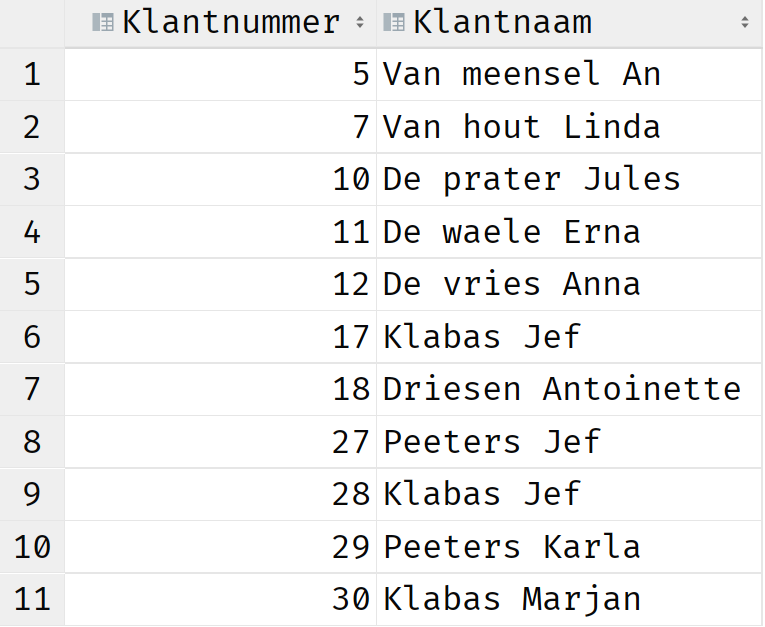 Klantnummer Klantnaam
1 5 Van meensel An
2 7 Van hout Linda
3 10 De prater Jules
4 11 De waele Erna
5 12 De vries Anna
6 17 Klabas Jef
7 18 Driesen Antoinette
8 27 Peeters Jef
9 28 Klabas Jef
10 29 Peeters Karla
11 30 Klabas Marjan